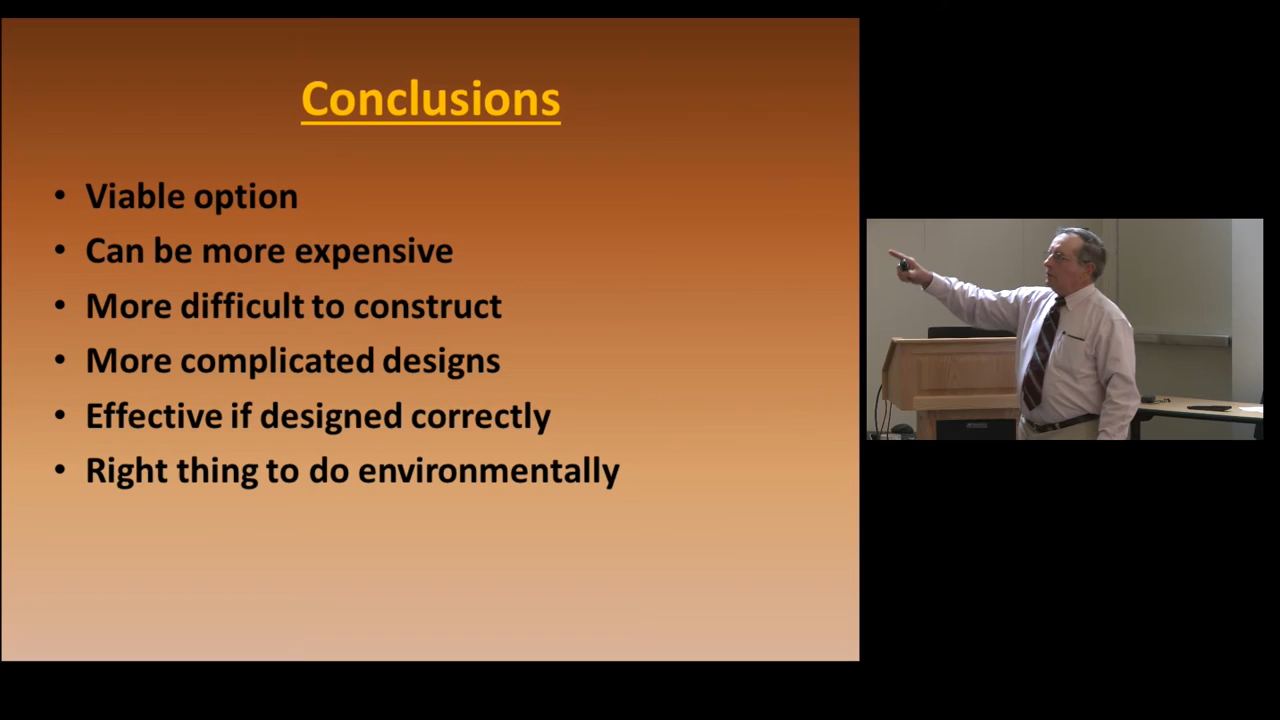 Conclusions
• Viable option
• Can be more expensive
• More difficult to construct
• More complicated designs
• Effective if designed correctly
• Right thing to do environmentally